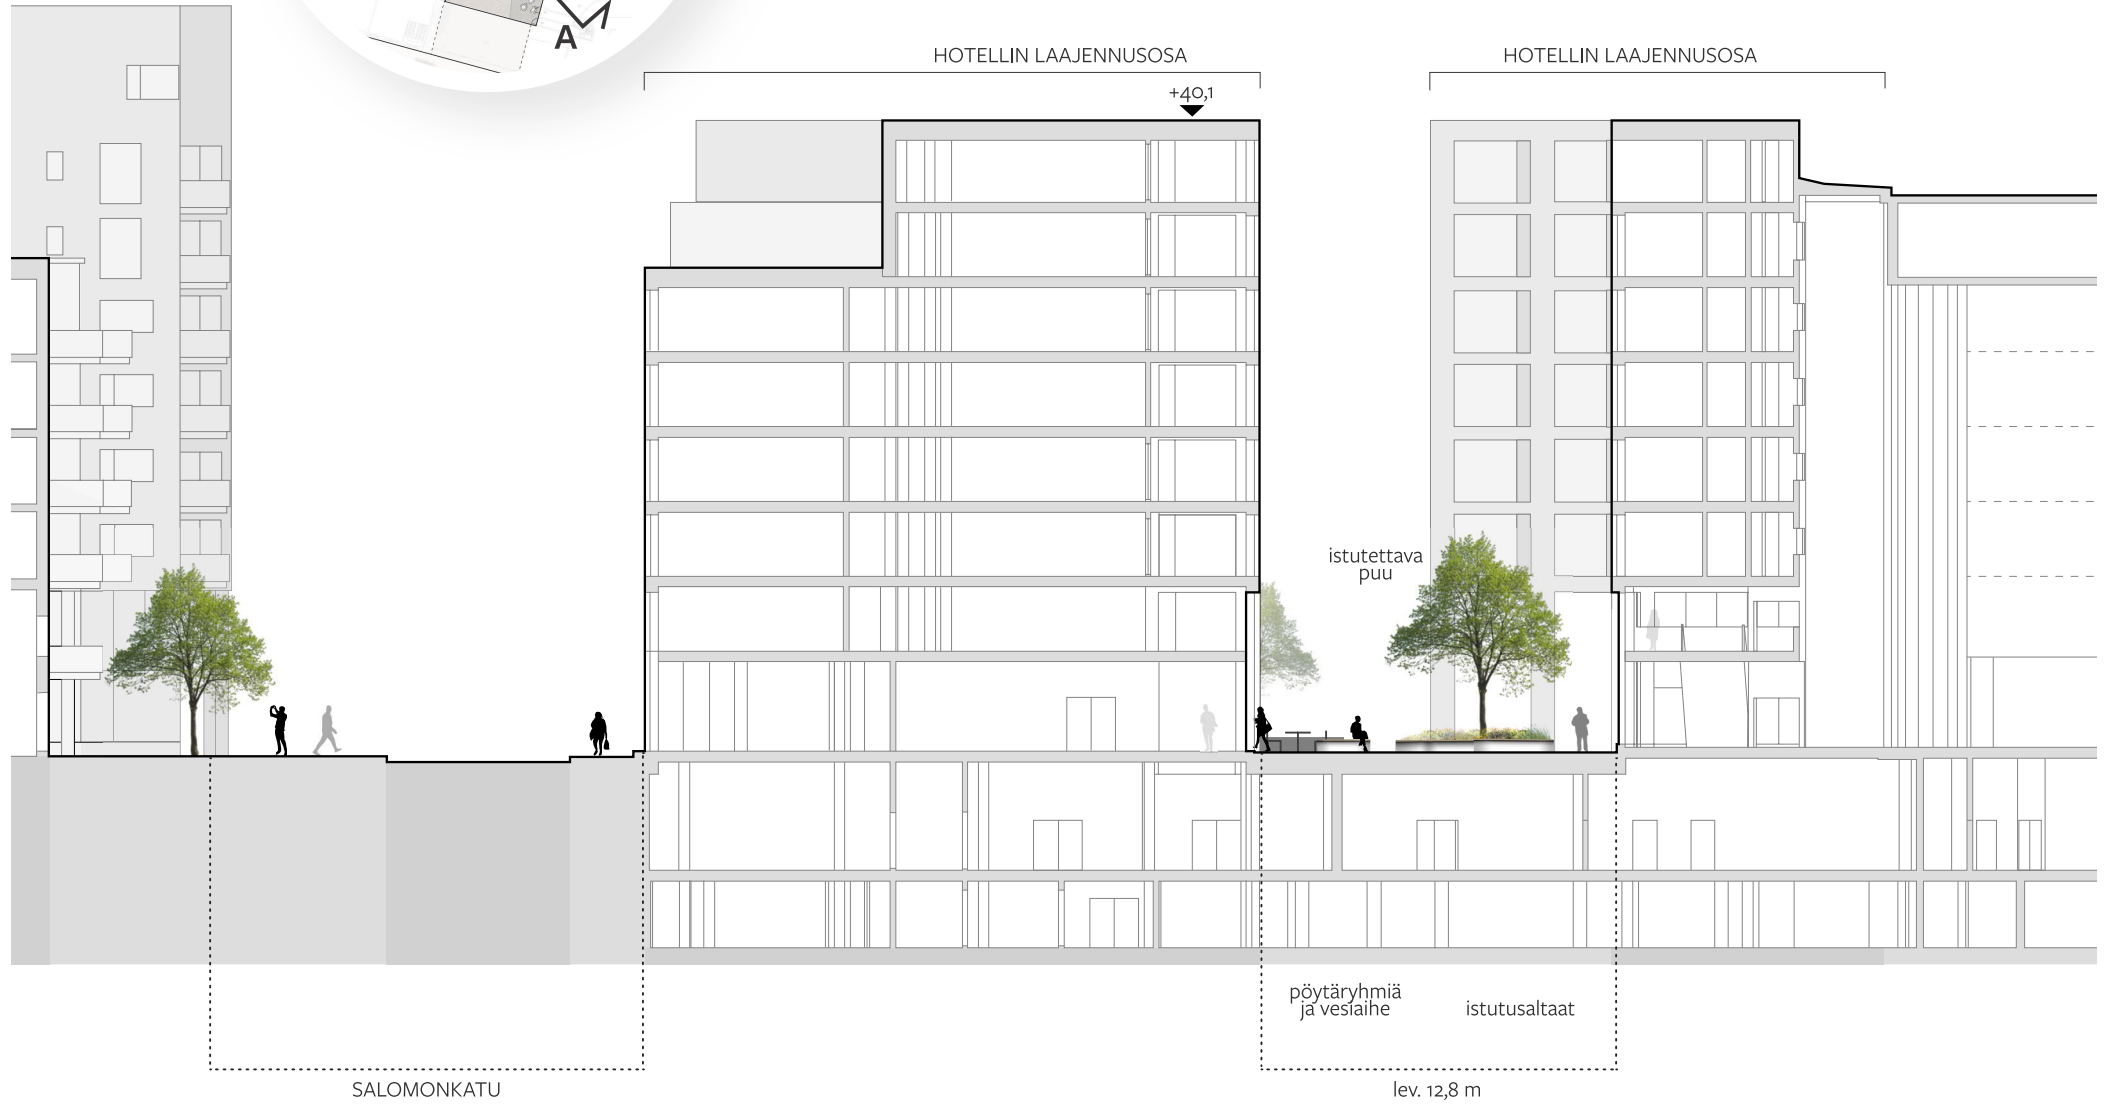 A
HOTELLIN LAAJENNUSOSA
HOTELLIN LAAJENNUSOSA
+40,1
istutettava
puu
pöytäryhmiä
ja vesiaihe
istutusaltaat
SALOMONKATU
lev. 12,8 m